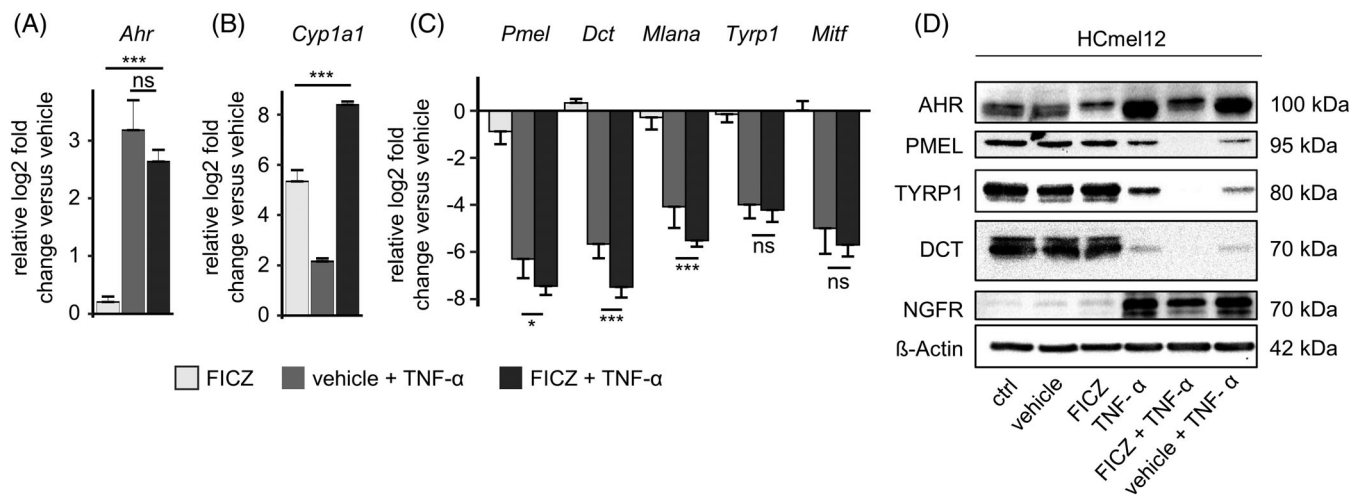 (A)
Ahr
***
ns
relative log2 fold
change versus vehicle
3
2
1
0
(B)
Cyp1a1
***
relative log2 fold
change versus vehicle
8
6
4
2
0
(C)
Pmel Dct Mlana Tyrp1 Mitf
relative log2 fold
change versus vehicle
0
-2
-4
-6
-8
* *** *** ns ns
FICZ vehicle + TNF-α FICZ + TNF-α
(D)
HCmel12
AHR 100 kDa
PMEL 95 kDa
TYRP1 80 kDa
DCT 70 kDa
NGFR 70 kDa
ß-Actin 42 kDa
ctrl
vehicle
FICZ
TNF- α
FICZ + TNF-α
vehicle + TNF- α